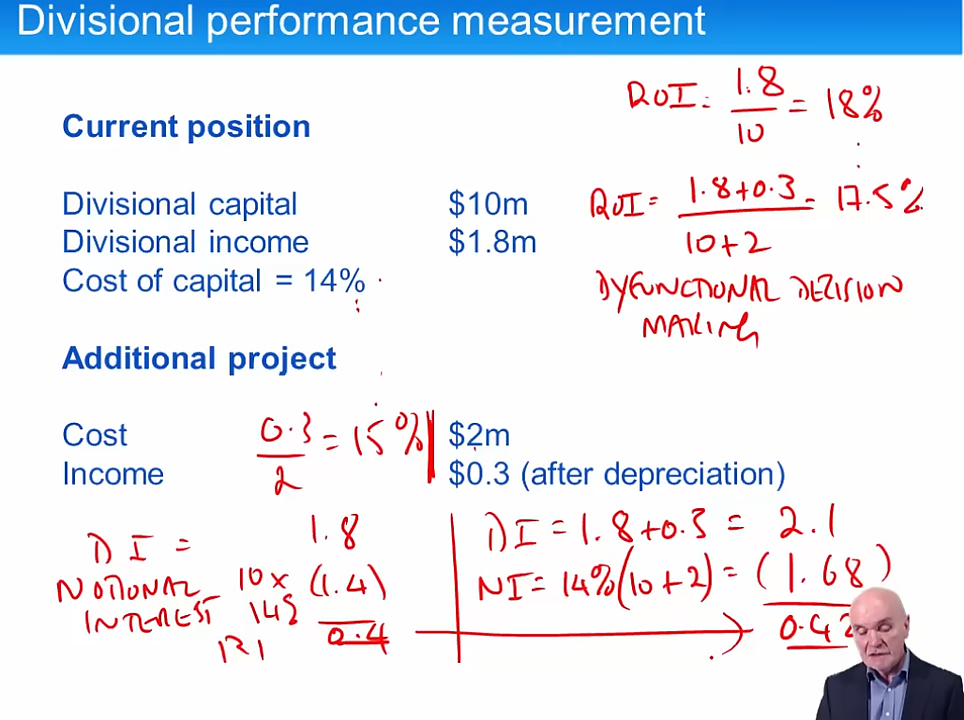 Divisional performance measurement
ROI = 1.8 / 10 = 18%
Current position
Divisional capital $10m
ROI = 1.8+0.3 / 10+2 = 17.5%
Divisional income $1.8m
Cost of capital = 14%
DYFUNCTIONAL DECISION
MAKING
Additional project
Cost $2m
0.3 / 2 = 15%
Income $0.3 (after depreciation)
DI = 1.8
NOTIONAL 10 x (1.4)
INTEREST 14%
RI 0.4
DI = 1.8+0.3 = 2.1
NI = 14%(10+2) = (1.68)
0.42